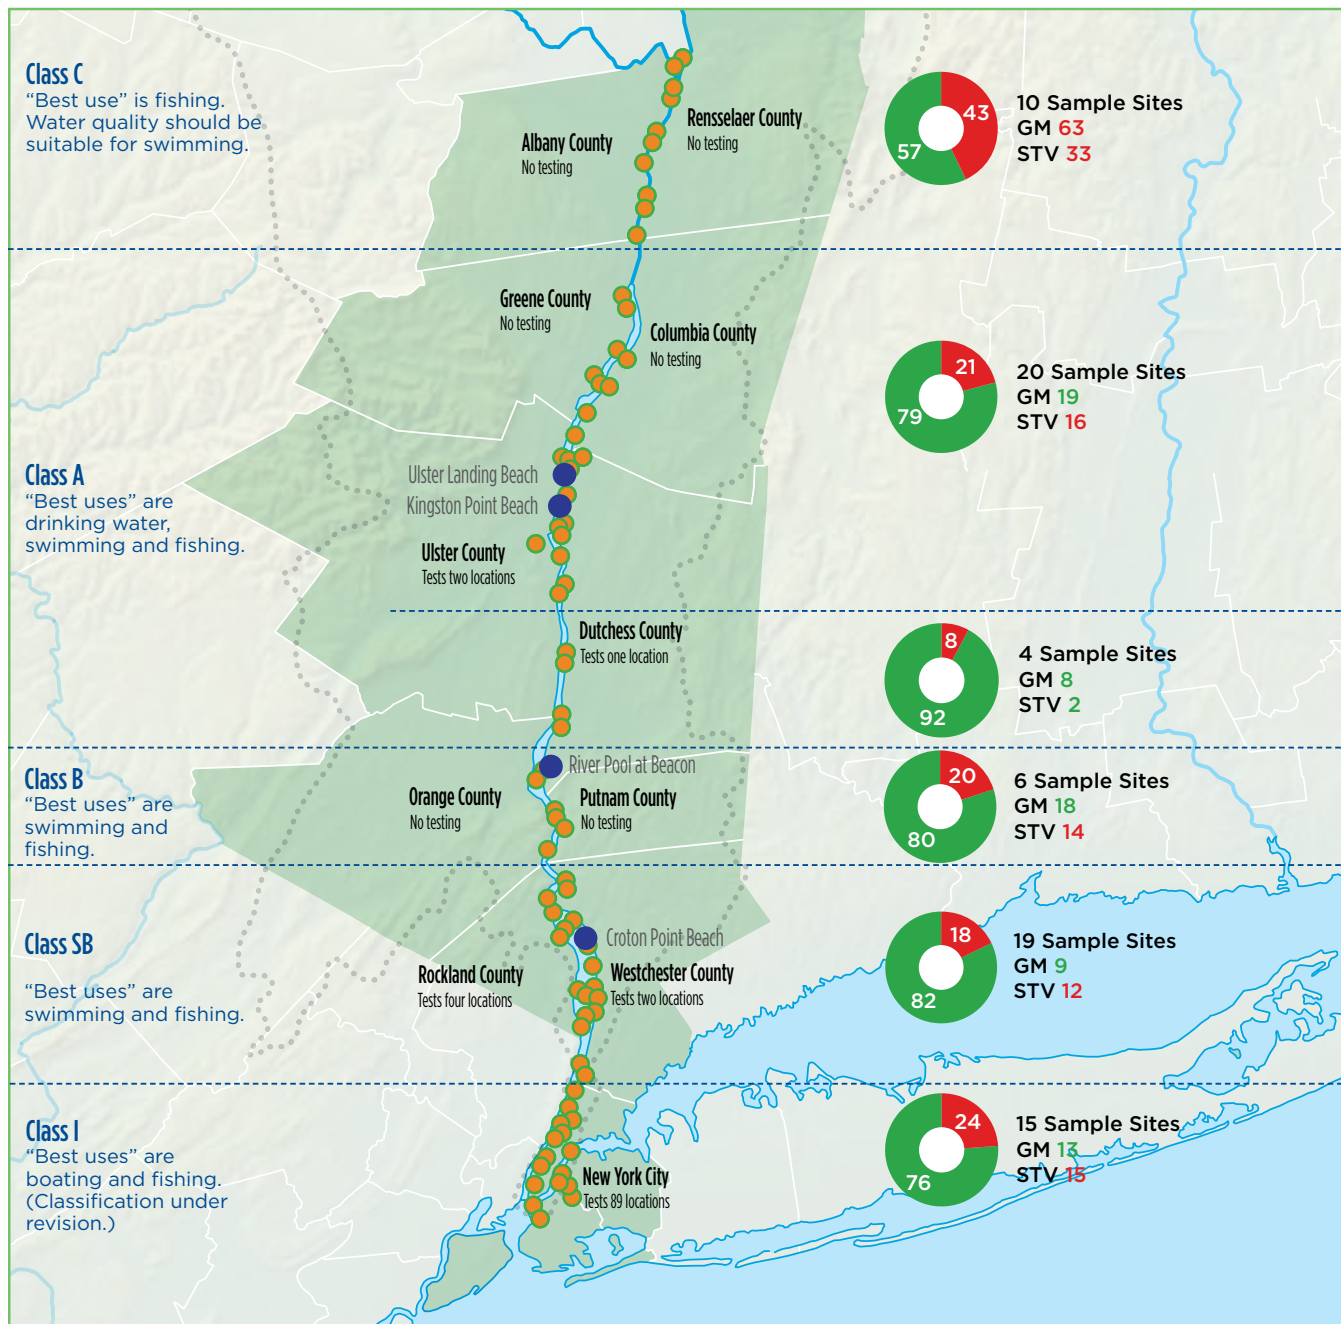 Class C
“Best use” is fishing.
Water quality should be
suitable for swimming.
Albany County
No testing
Rensselaer County
No testing
43
57
10 Sample Sites
GM 63
STV 33
Greene County
No testing
Columbia County
No testing
21
79
20 Sample Sites
GM 19
STV 16
Class A
“Best uses” are
drinking water,
swimming and fishing.
Ulster Landing Beach
Kingston Point Beach
Ulster County
Tests two locations
Dutchess County
Tests one location
8
92
4 Sample Sites
GM 8
STV 2
Class B
“Best uses” are
swimming and
fishing.
River Pool at Beacon
Orange County
No testing
Putnam County
No testing
20
80
6 Sample Sites
GM 18
STV 14
Class SB
“Best uses” are
swimming and fishing.
Croton Point Beach
Rockland County
Tests four locations
Westchester County
Tests two locations
18
82
19 Sample Sites
GM 9
STV 12
Class I
“Best uses” are
boating and fishing.
(Classification under
revision.)
New York City
Tests 89 locations
24
76
15 Sample Sites
GM 13
STV 15